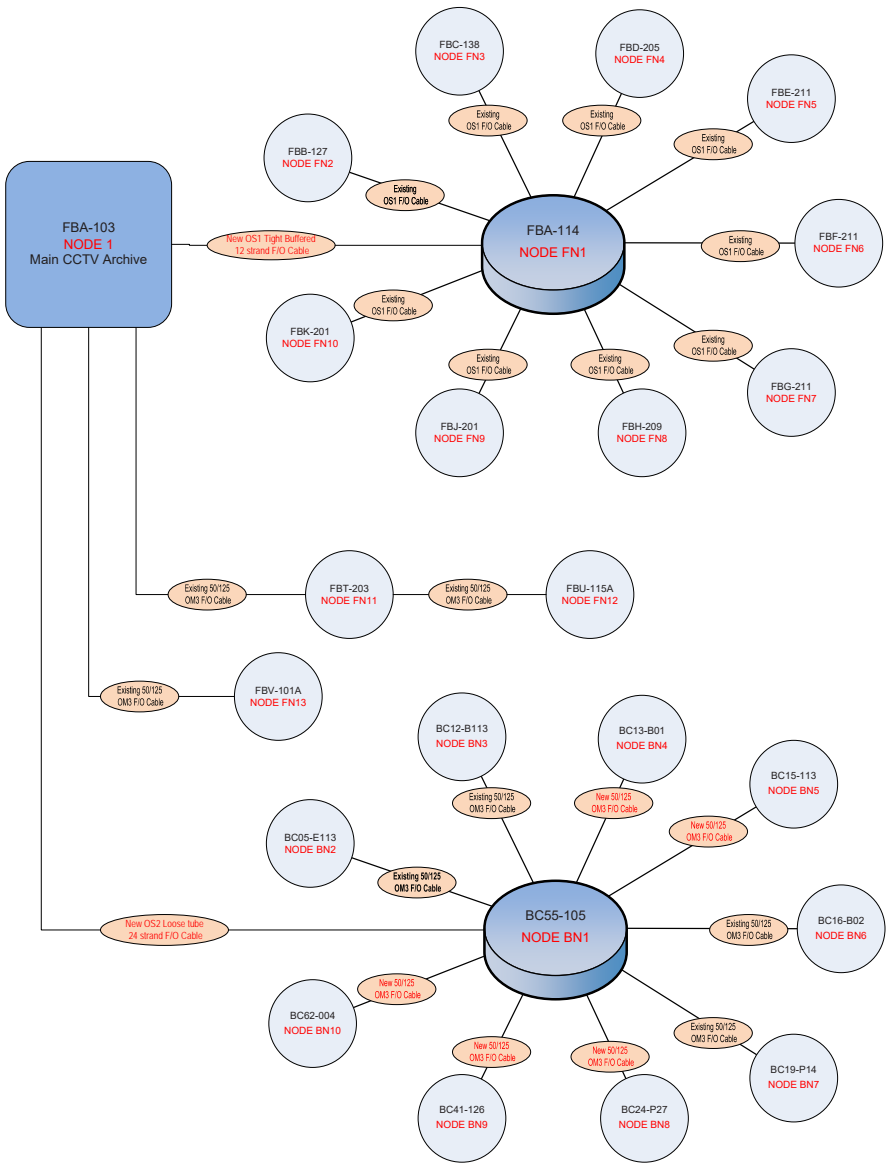 FBC-138
NODE FN3
FBD-205
NODE FN4
FBE-211
NODE FN5
Existing
OS1 F/O Cable
Existing
OS1 F/O Cable
Existing
OS1 F/O Cable
FBB-127
NODE FN2
Existing
OS1 F/O Cable
FBA-103
NODE 1
Main CCTV Archive
New OS1 Tight Buffered
12 strand F/O Cable
FBA-114
NODE FN1
Existing
OS1 F/O Cable
FBF-211
NODE FN6
Existing
OS1 F/O Cable
FBK-201
NODE FN10
Existing
OS1 F/O Cable
Existing
OS1 F/O Cable
Existing
OS1 F/O Cable
FBG-211
NODE FN7
FBJ-201
NODE FN9
FBH-209
NODE FN8
Existing 50/125
OM3 F/O Cable
FBT-203
NODE FN11
Existing 50/125
OM3 F/O Cable
FBU-115A
NODE FN12
Existing 50/125
OM3 F/O Cable
FBV-101A
NODE FN13
BC12-B113
NODE BN3
BC13-B01
NODE BN4
BC15-113
NODE BN5
Existing 50/125
OM3 F/O Cable
New 50/125
OM3 F/O Cable
New 50/125
OM3 F/O Cable
BC05-E113
NODE BN2
Existing 50/125
OM3 F/O Cable
New OS2 Loose tube
24 strand F/O Cable
BC55-105
NODE BN1
Existing 50/125
OM3 F/O Cable
BC16-B02
NODE BN6
New 50/125
OM3 F/O Cable
BC62-004
NODE BN10
New 50/125
OM3 F/O Cable
New 50/125
OM3 F/O Cable
Existing 50/125
OM3 F/O Cable
BC19-P14
NODE BN7
BC41-126
NODE BN9
BC24-P27
NODE BN8